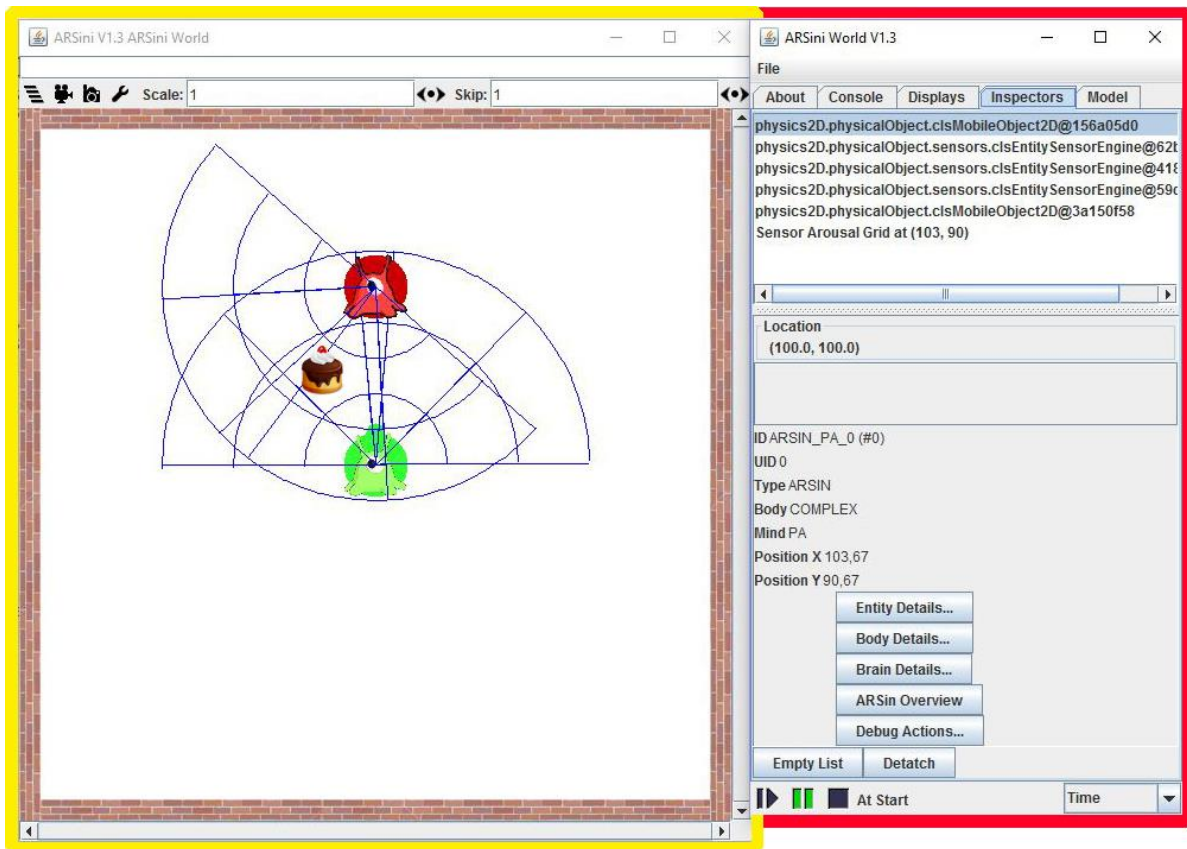 ARSini V1.3 ARSini World
Scale: 1
Skip: 1
ARSini World V1.3
File
About Console Displays Inspectors Model
physics2D.physicalObject.clsMobileObject2D@156a05d0
physics2D.physicalObject.sensors.clsEntitySensorEngine@62b
physics2D.physicalObject.sensors.clsEntitySensorEngine@418
physics2D.physicalObject.sensors.clsEntitySensorEngine@59c
physics2D.physicalObject.clsMobileObject2D@3a150f58
Sensor Arousal Grid at (103, 90)
Location
(100.0, 100.0)
ID ARSIN_PA_0 (#0)
UID 0
Type ARSIN
Body COMPLEX
Mind PA
Position X 103,67
Position Y 90,67
Entity Details...
Body Details...
Brain Details...
ARSin Overview
Debug Actions...
Empty List Detatch
At Start Time